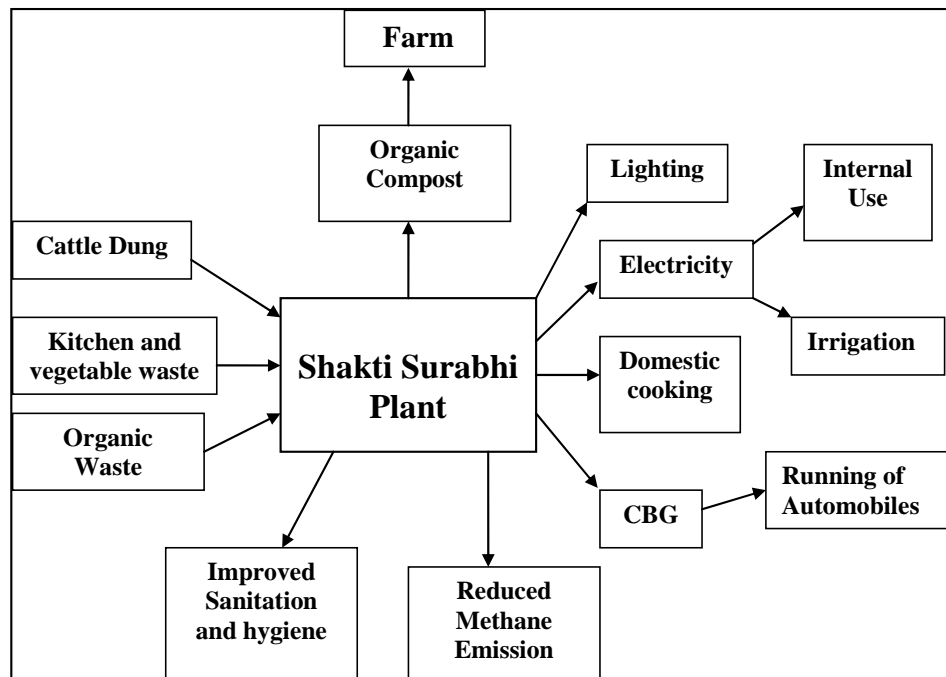 Farm
Organic
Compost
Lighting
Internal
Use
Cattle Dung
Electricity
Kitchen and
vegetable waste
Shakti Surabhi
Plant
Domestic
cooking
Irrigation
Organic
Waste
CBG
Running of
Automobiles
Improved
Sanitation
and hygiene
Reduced
Methane
Emission